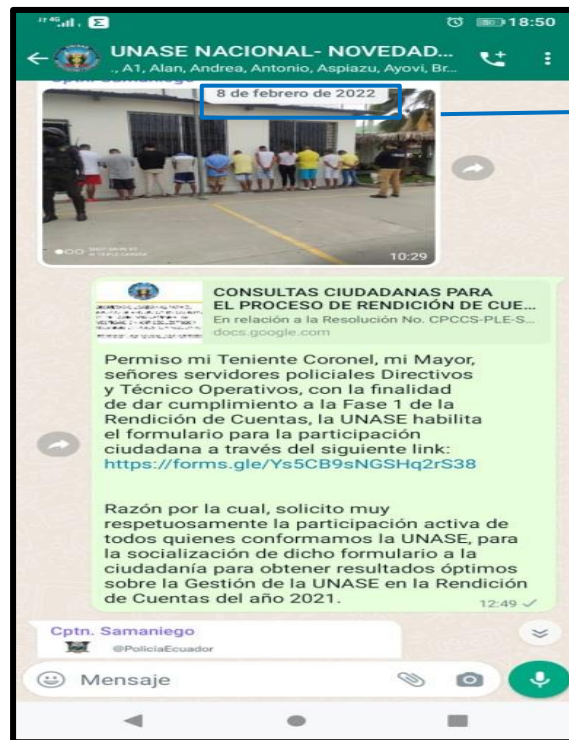 18:50
UNASE NACIONAL- NOVEDAD...
., A1, Alan, Andrea, Antonio, Aspiazu, Ayovi, Br...
Cptn. Samaniego
8 de febrero de 2022
10:29
CONSULTAS CIUDADANAS PARA
EL PROCESO DE RENDICIÓN DE CUE...
En relación a la Resolución No. CPCCS-PLE-S...
docs.google.com
Permiso mi Teniente Coronel, mi Mayor,
señores servidores policiales Directivos
y Técnico Operativos, con la finalidad
de dar cumplimiento a la Fase 1 de la
Rendición de Cuentas, la UNASE habilita
el formulario para la participación
ciudadana a través del siguiente link:
https://forms.gle/Ys5CB9sNGSHq2rS38
Razón por la cual, solicito muy
respetuosamente la participación activa de
todos quienes conformamos la UNASE, para
la socialización de dicho formulario a la
ciudadanía para obtener resultados óptimos
sobre la Gestión de la UNASE en la Rendición
de Cuentas del año 2021.
12:49
Cptn. Samaniego
@PoliciaEcuador
Mensaje